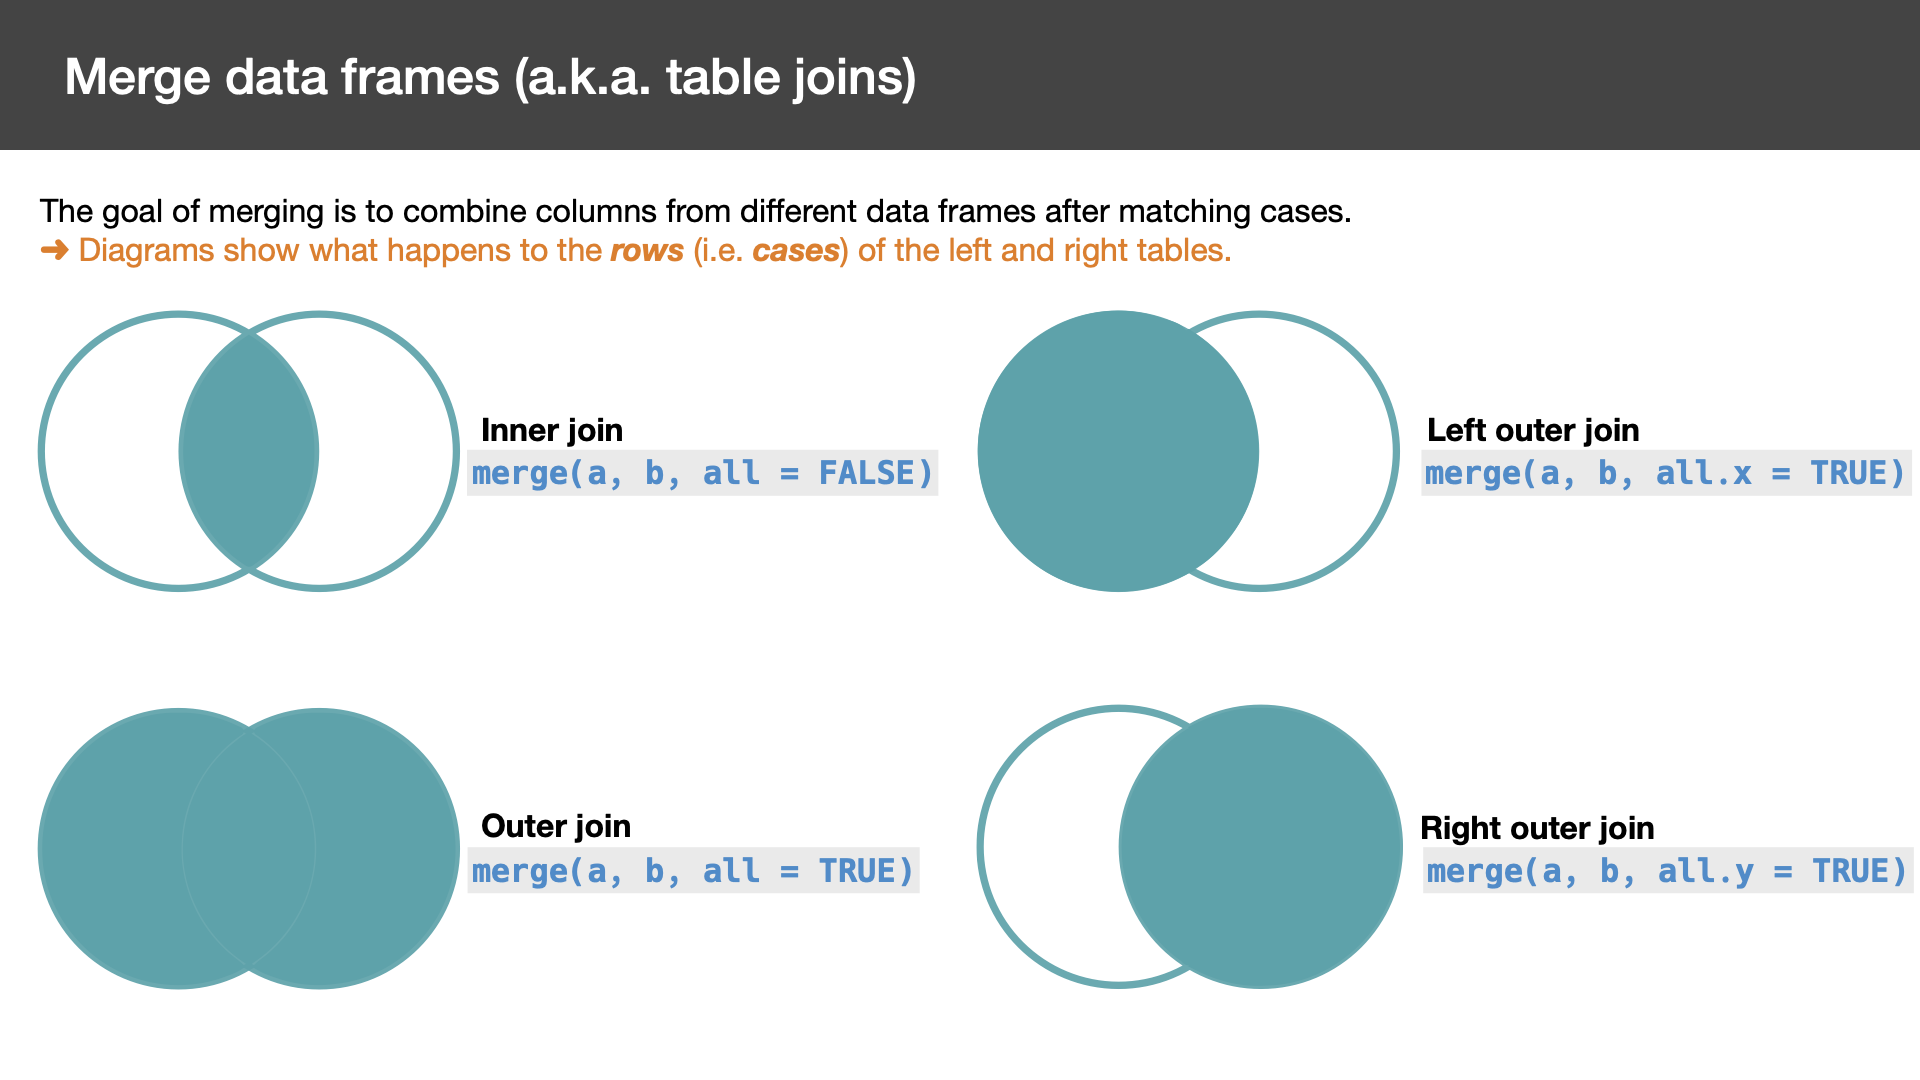 Merge data frames (a.k.a. table joins)
The goal of merging is to combine columns from different data frames after matching cases.
➜ Diagrams show what happens to the rows (i.e. cases) of the left and right tables.
Inner join
merge(a, b, all = FALSE)
Left outer join
merge(a, b, all.x = TRUE)
Outer join
merge(a, b, all = TRUE)
Right outer join
merge(a, b, all.y = TRUE)